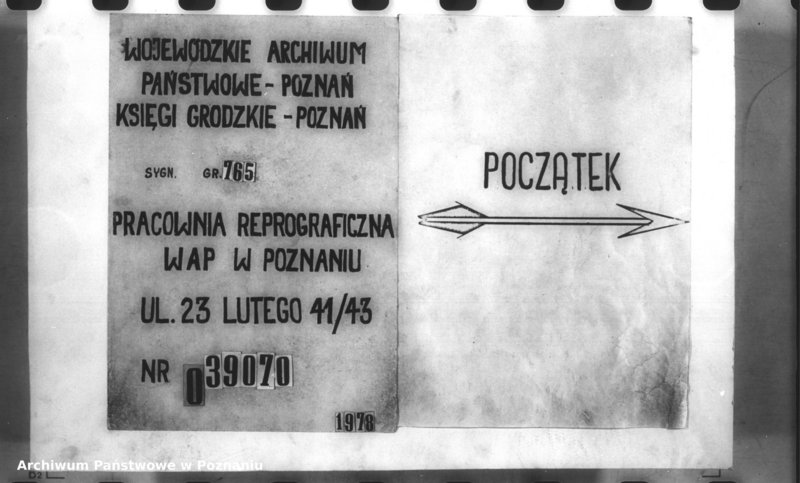 WOJEWÓDZKIE ARCHIWUM
PAŃSTWOWE - POZNAŃ
KSIĘGI GRODZKIE - POZNAŃ
SYGN. GR. 765
PRACOWNIA REPROGRAFICZNA
WAP W POZNANIU
UL. 23 LUTEGO 41/43
NR 039070
1978
POCZĄTEK
Archiwum Państwowe w Poznaniu
D2